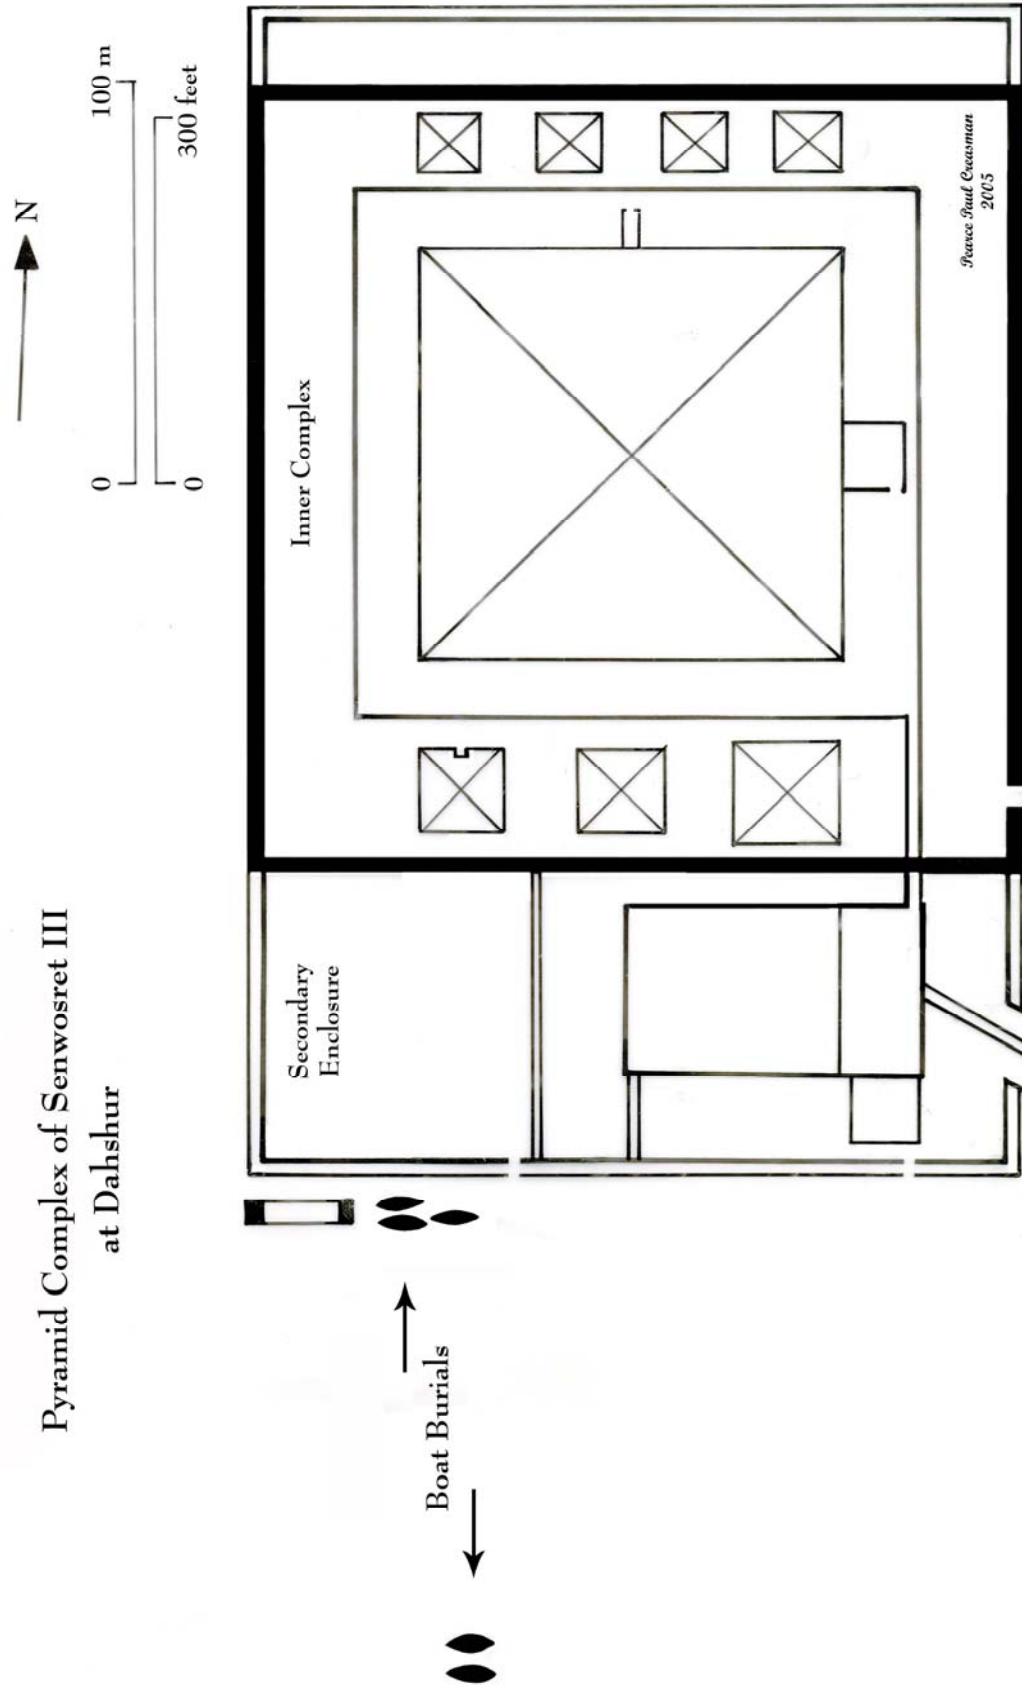 Pyramid Complex of Senwosret III
at Dahshur
N
0
100 m
0
300 feet
Inner Complex
Secondary
Enclosure
Boat Burials
Pearce Paul Creasman
2005